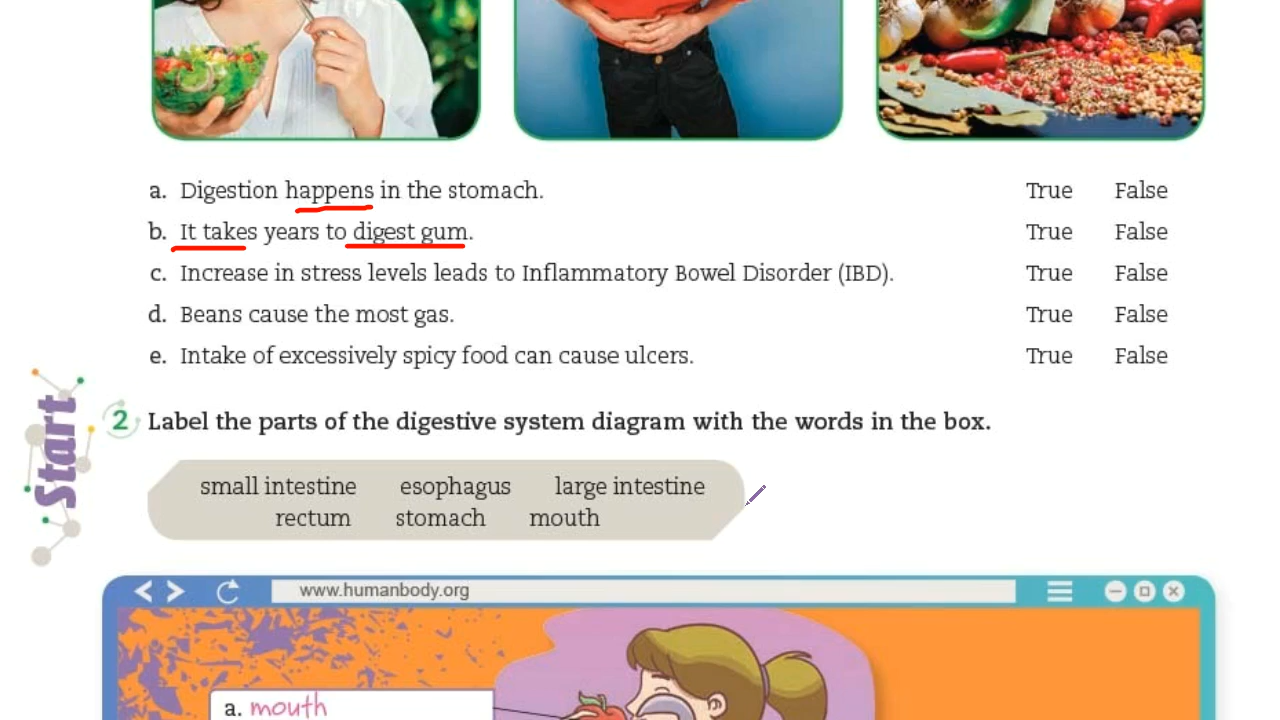 a. Digestion happens in the stomach. True False
b. It takes years to digest gum. True False
c. Increase in stress levels leads to Inflammatory Bowel Disorder (IBD). True False
d. Beans cause the most gas. True False
e. Intake of excessively spicy food can cause ulcers. True False
Start
2 Label the parts of the digestive system diagram with the words in the box.
small intestine esophagus large intestine
rectum stomach mouth
www.humanbody.org
a. mouth